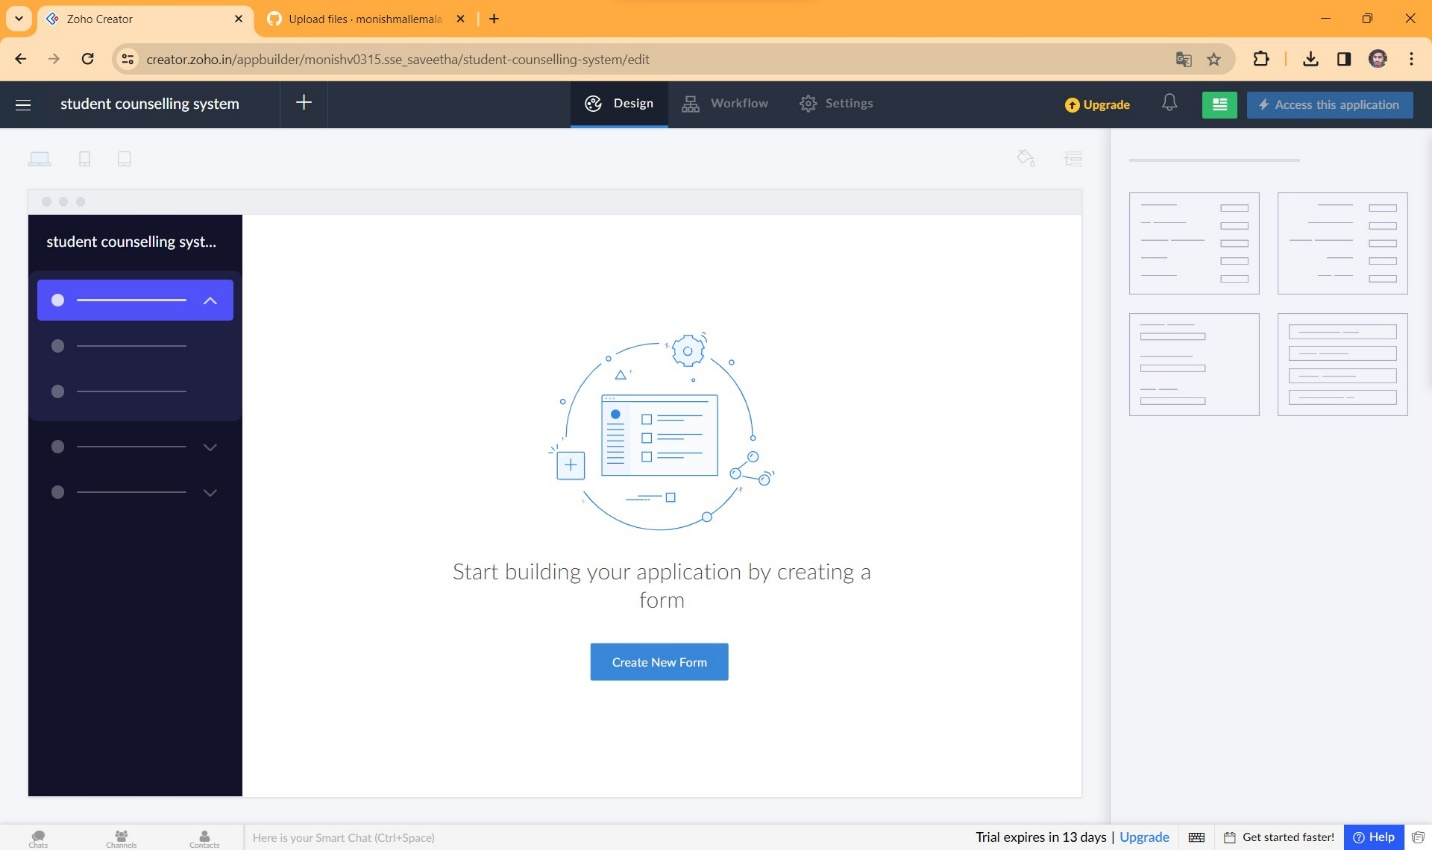 Zoho Creator
Upload files · monishmallemala
creator.zoho.in/appbuilder/monishv0315.sse_saveetha/student-counselling-system/edit
student counselling system
Design
Workflow
Settings
Upgrade
Access this application
student counselling syst...
Start building your application by creating a
form
Create New Form
Chats
Channels
Contacts
Here is your Smart Chat (Ctrl+Space)
Trial expires in 13 days | Upgrade
Get started faster!
Help